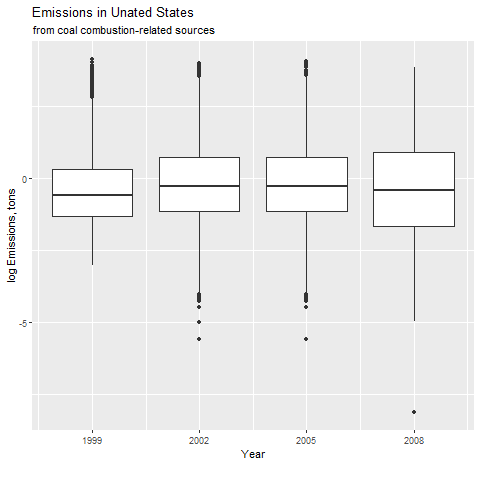 Emissions in Unated States
from coal combustion-related sources
log Emissions, tons
0
-5
1999
2002
2005
2008
Year